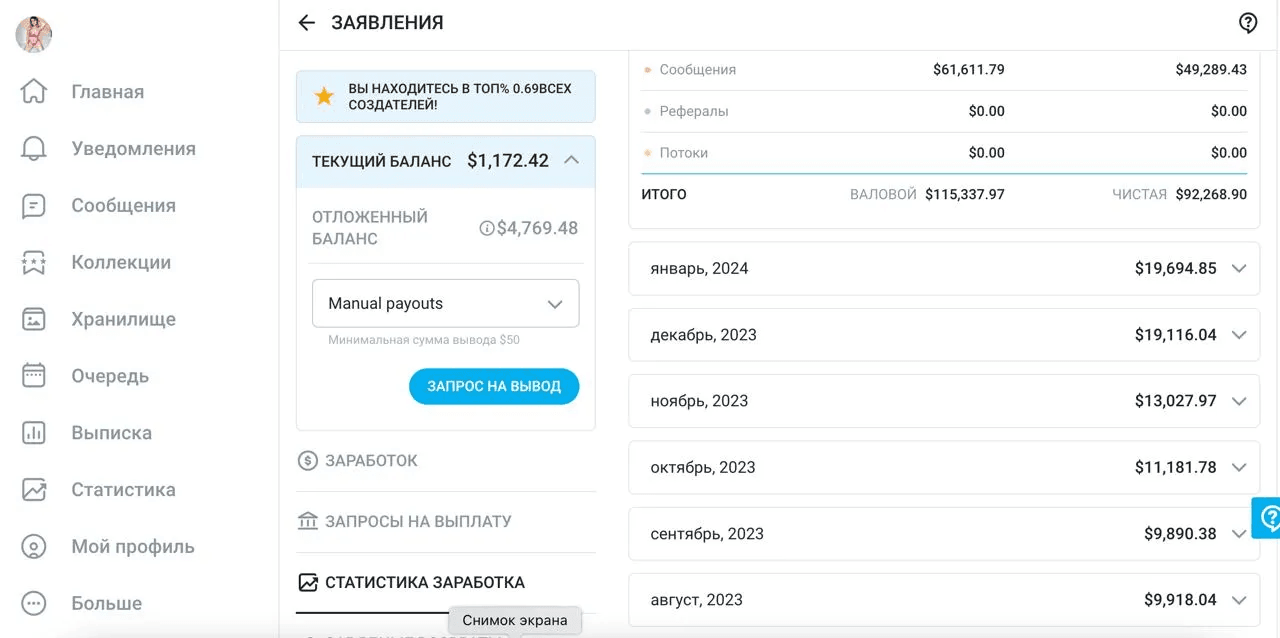 ЗАЯВЛЕНИЯ
Главная
Уведомления
Сообщения
Коллекции
Хранилище
Очередь
Выписка
Статистика
Мой профиль
Больше
ВЫ НАХОДИТЕСЬ В ТОП% 0.69ВСЕХ
СОЗДАТЕЛЕЙ!
ТЕКУЩИЙ БАЛАНС $1,172.42
ОТЛОЖЕННЫЙ
БАЛАНС
$4,769.48
Manual payouts
Минимальная сумма вывода $50
ЗАПРОС НА ВЫВОД
ЗАРАБОТОК
ЗАПРОСЫ НА ВЫПЛАТУ
СТАТИСТИКА ЗАРАБОТКА
Снимок экрана
Сообщения $61,611.79 $49,289.43
Рефералы $0.00 $0.00
Потоки $0.00 $0.00
ИТОГО ВАЛОВОЙ $115,337.97 ЧИСТАЯ $92,268.90
январь, 2024 $19,694.85
декабрь, 2023 $19,116.04
ноябрь, 2023 $13,027.97
октябрь, 2023 $11,181.78
сентябрь, 2023 $9,890.38
август, 2023 $9,918.04